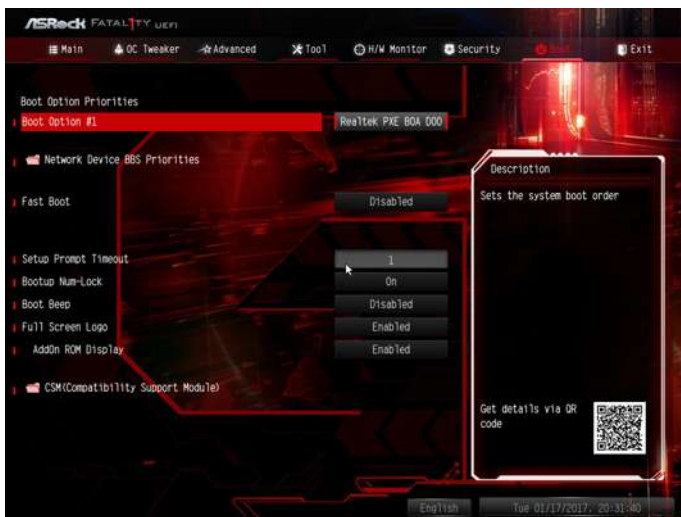 ASRock FATAL1TY UEFI
Main OC Tweaker Advanced Tool H/W Monitor Security Boot Exit
Boot Option Priorities
Boot Option #1 Realtek PXE BOA D00
Network Device BBS Priorities
Fast Boot Disabled
Setup Prompt Timeout 1
Bootup Num-Lock On
Boot Beep Disabled
Full Screen Logo Enabled
AddOn ROM Display Enabled
CSM(Compatibility Support Module)
Description
Sets the system boot order
Get details via QR
code
English Tue 01/17/2017. 20:31:40